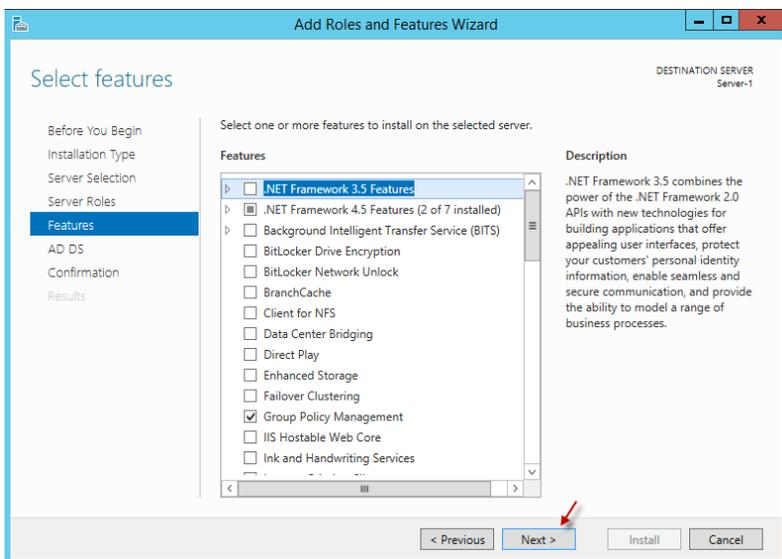 Add Roles and Features Wizard
Select features
DESTINATION SERVER
Server-1
Before You Begin
Installation Type
Server Selection
Server Roles
Features
AD DS
Confirmation
Results
Select one or more features to install on the selected server.
Features
.NET Framework 3.5 Features
.NET Framework 4.5 Features (2 of 7 installed)
Background Intelligent Transfer Service (BITS)
BitLocker Drive Encryption
BitLocker Network Unlock
BranchCache
Client for NFS
Data Center Bridging
Direct Play
Enhanced Storage
Failover Clustering
Group Policy Management
IIS Hostable Web Core
Ink and Handwriting Services
Description
.NET Framework 3.5 combines the
power of the .NET Framework 2.0
APIs with new technologies for
building applications that offer
appealing user interfaces, protect
your customers' personal identity
information, enable seamless and
secure communication, and provide
the ability to model a range of
business processes.
< Previous
Next >
Install
Cancel